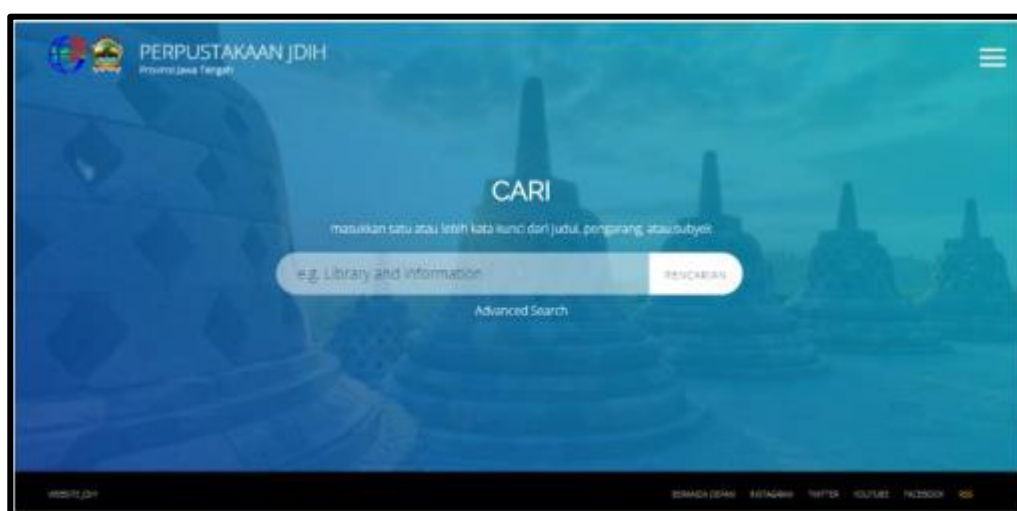 PERPUSTAKAAN JDIH
Provinsi Jawa Tengah
CARI
masukkan satu atau lebih kata kunci dari judul, pengarang, atau subyek
e.g. Library and information
PENCARIAN
Advanced Search
WEBSITE JDIH
BERANDA DEPAN INSTAGRAM TWITTER YOUTUBE FACEBOOK RSS